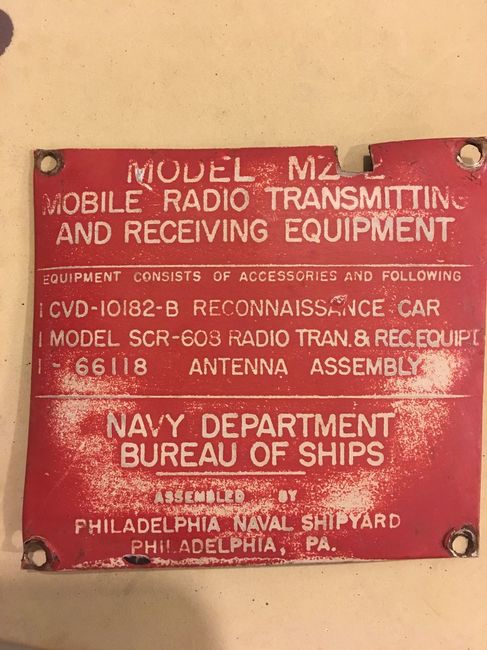 MODEL MZ-2
MOBILE RADIO TRANSMITTING
AND RECEIVING EQUIPMENT
EQUIPMENT CONSISTS OF ACCESSORIES AND FOLLOWING
1 CVD-10182-B RECONNAISSANCE CAR
1 MODEL SCR-608 RADIO TRAN. & REC. EQUIPT
1 - 66118 ANTENNA ASSEMBLY
NAVY DEPARTMENT
BUREAU OF SHIPS
ASSEMBLED BY
PHILADELPHIA NAVAL SHIPYARD
PHILADELPHIA, PA.